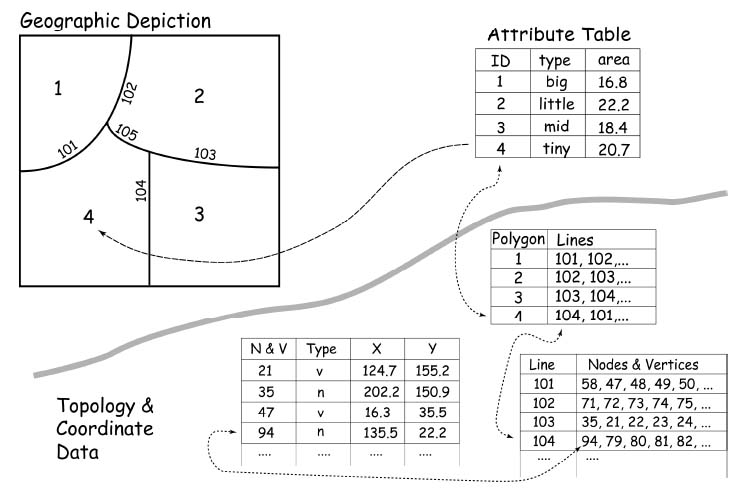 Geographic Depiction
1
102
2
101
105
103
104
4
3
Attribute Table
ID type area
1 big 16.8
2 little 22.2
3 mid 18.4
4 tiny 20.7
Polygon Lines
1 101, 102,...
2 102, 103,...
3 103, 104,...
4 104, 101,...
Topology &
Coordinate
Data
N & V Type X Y
21 v 124.7 155.2
35 n 202.2 150.9
47 v 16.3 35.5
94 n 135.5 22.2
.... .... .... ....
Line Nodes & Vertices
101 58, 47, 48, 49, 50, ...
102 71, 72, 73, 74, 75, ...
103 35, 21, 22, 23, 24, ...
104 94, 79, 80, 81, 82, ...
.... ....